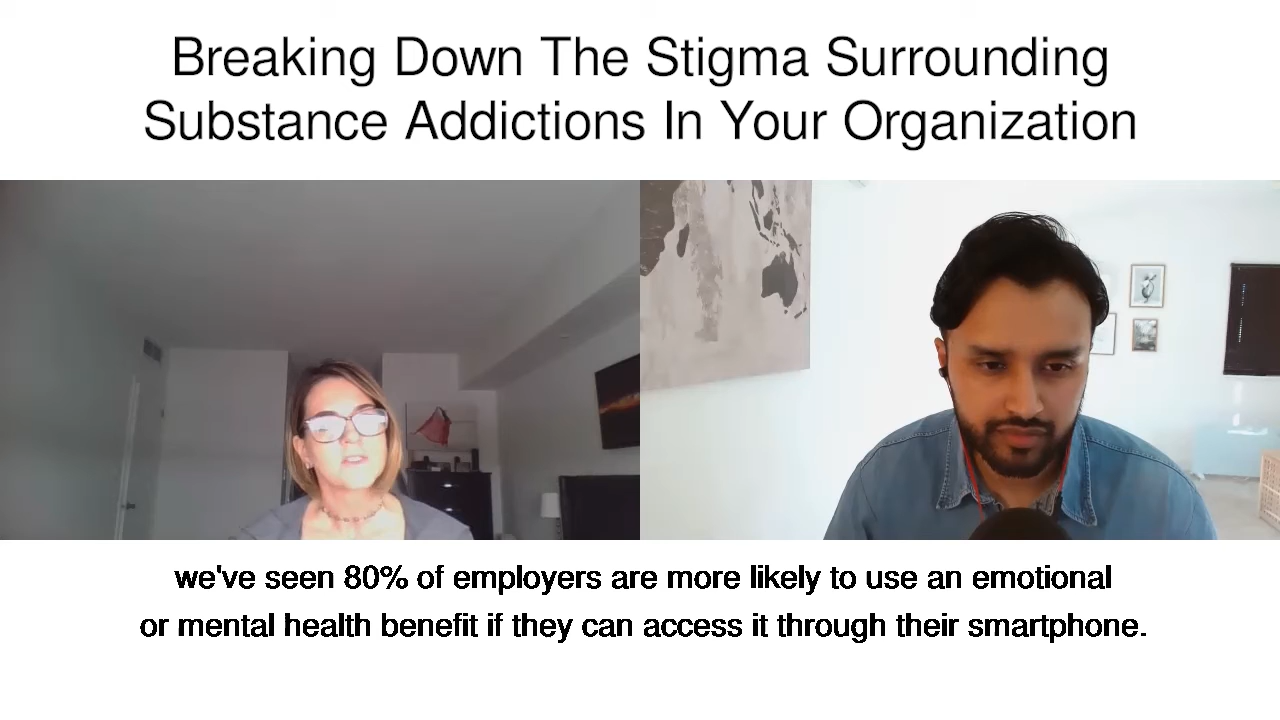 Breaking Down The Stigma Surrounding
Substance Addictions In Your Organization
we've seen 80% of employers are more likely to use an emotional
or mental health benefit if they can access it through their smartphone.